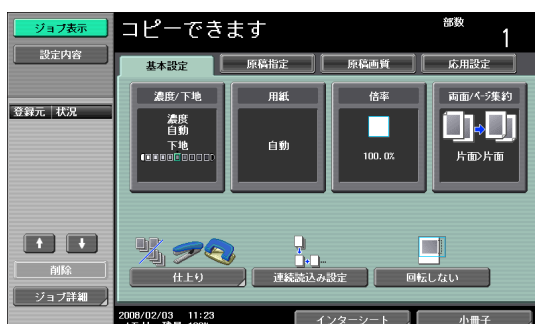 ジョブ表示
設定内容
登録元 状況
削除
ジョブ詳細
コピーできます
部数
1
基本設定
原稿指定
原稿画質
応用設定
濃度/下地
濃度
自動
下地
用紙
自動
倍率
100.0%
両面/ページ集約
片面>片面
仕上り
連続読込み設定
回転しない
2008/02/03 11:23
インターシート
小冊子